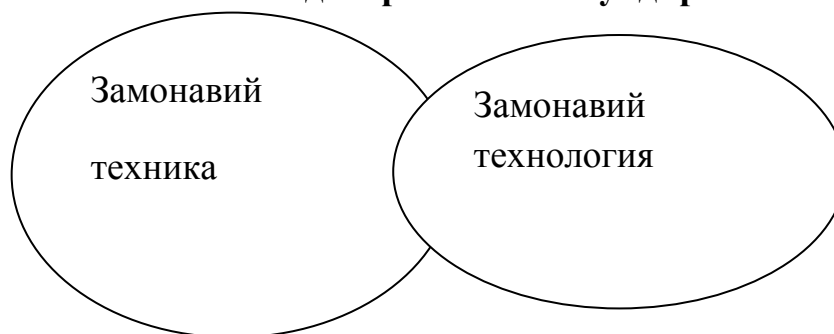 Замонавий
техника
Замонавий
технология